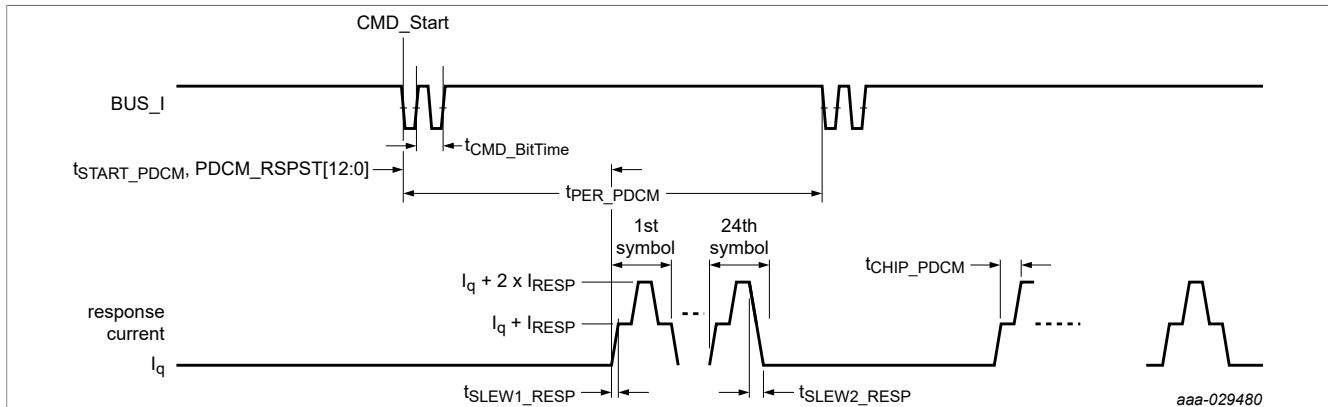 CMD_Start
BUS_I
tCMD_BitTime
tSTART_PDCM, PDCM_RSPST[12:0]
tPER_PDCM
1st symbol
24th symbol
tCHIP_PDCM
Iq + 2 x IRESP
response current
Iq + IRESP
Iq
tSLEW1_RESP
tSLEW2_RESP
aaa-029480